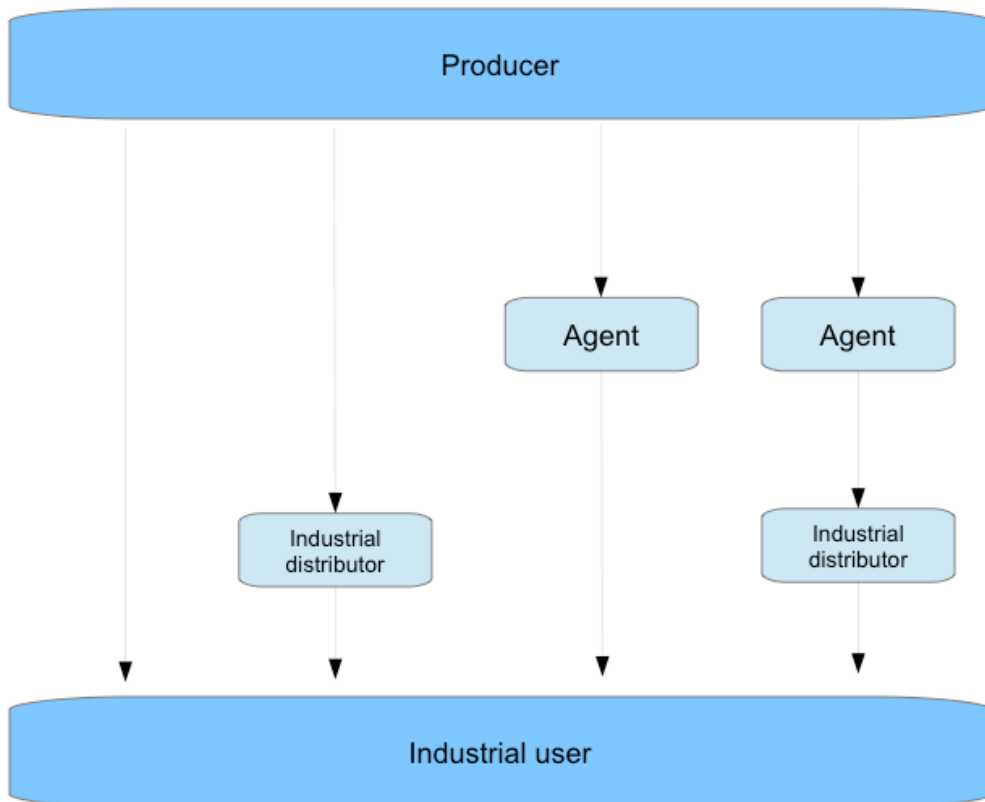 Producer
Agent
Agent
Industrial
distributor
Industrial
distributor
Industrial user